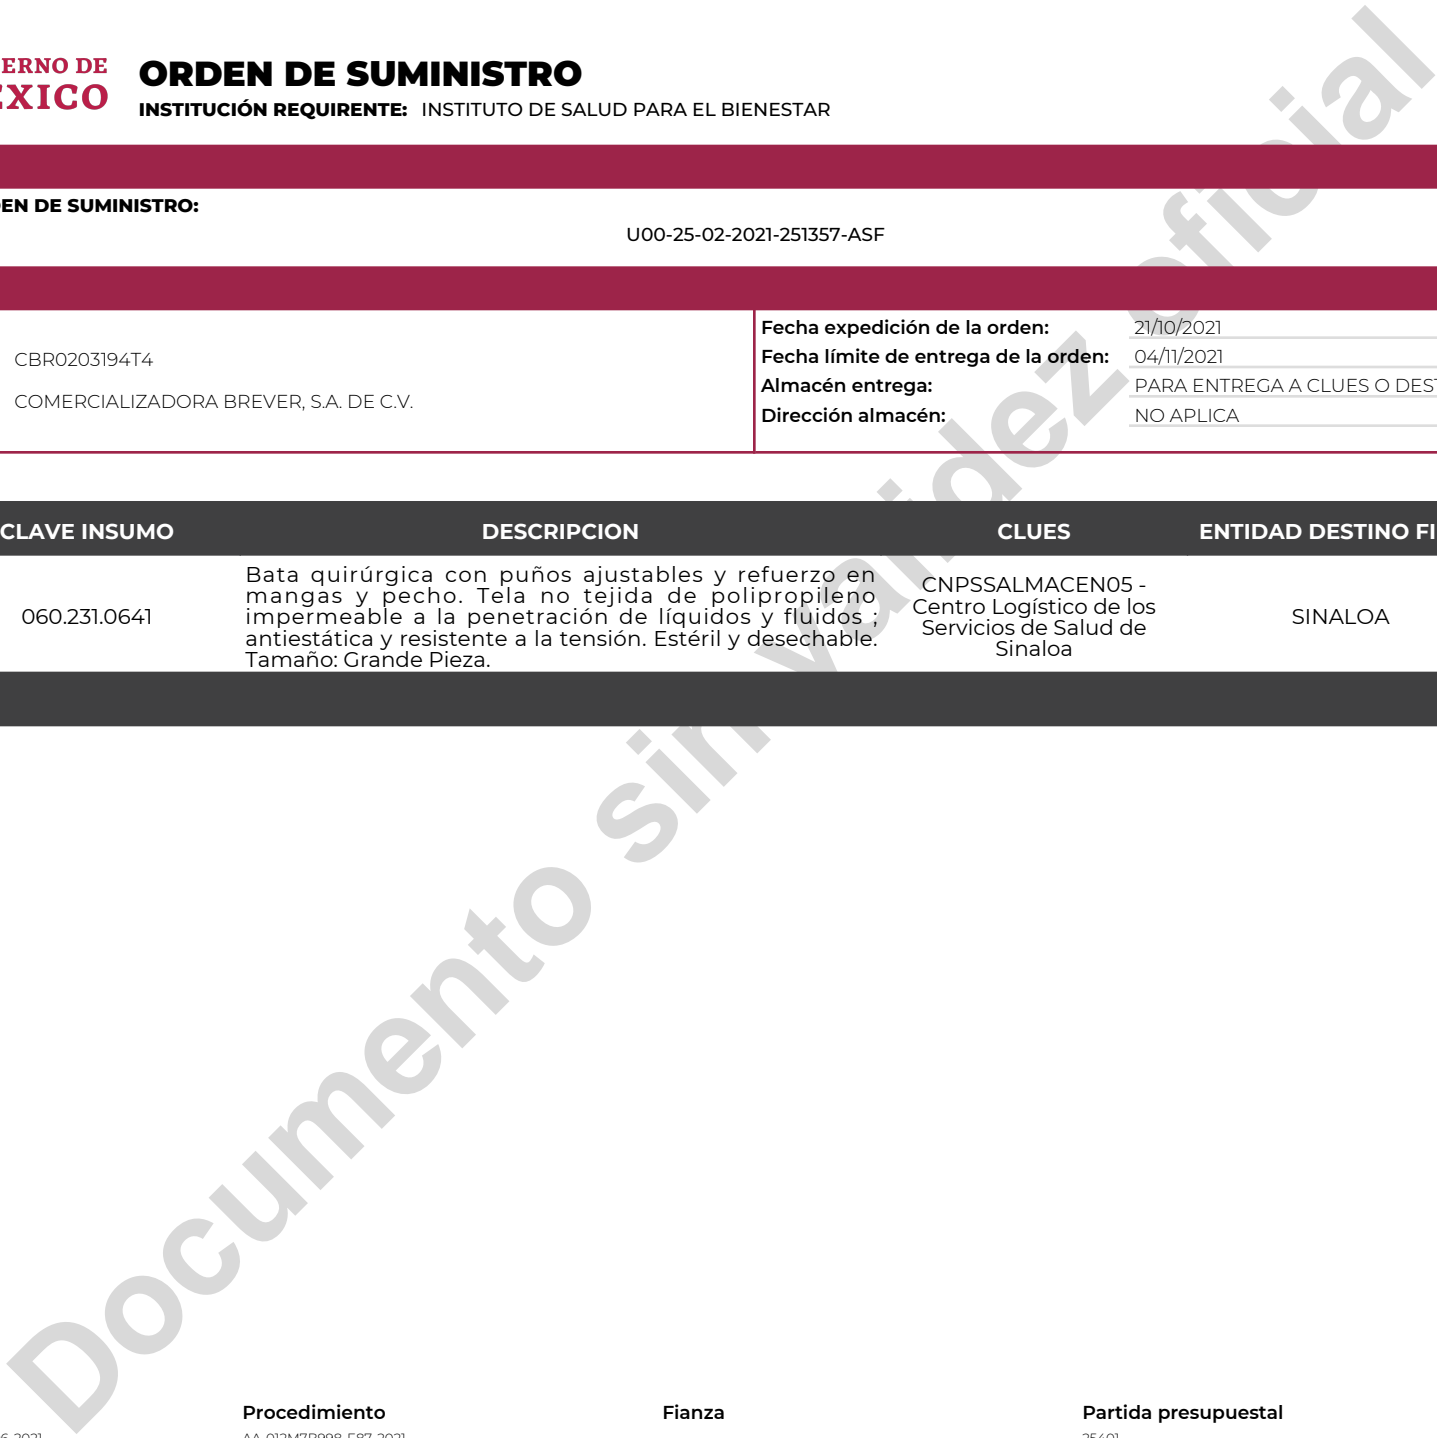 ERNO DE
EXICO
ORDEN DE SUMINISTRO
INSTITUCIÓN REQUIRENTE: INSTITUTO DE SALUD PARA EL BIENESTAR
EN DE SUMINISTRO:
U00-25-02-2021-251357-ASF
CBR0203194T4
COMERCIALIZADORA BREVER, S.A. DE C.V.
Fecha expedición de la orden: 21/10/2021
Fecha límite de entrega de la orden: 04/11/2021
Almacén entrega: PARA ENTREGA A CLUES O DEST
Dirección almacén: NO APLICA
CLAVE INSUMO DESCRIPCION CLUES ENTIDAD DESTINO FI
060.231.0641
Bata quirúrgica con puños ajustables y refuerzo en
mangas y pecho. Tela no tejida de polipropileno
impermeable a la penetración de líquidos y fluidos ;
antiestática y resistente a la tensión. Estéril y desechable.
Tamaño: Grande Pieza.
CNPSSALMACEN05 -
Centro Logístico de los
Servicios de Salud de
Sinaloa
SINALOA
Documento sin validez oficial
Procedimiento Fianza Partida presupuestal